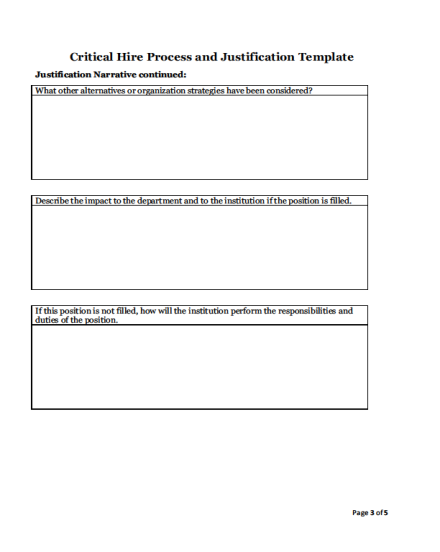 Critical Hire Process and Justification Template
Justification Narrative continued:
What other alternatives or organization strategies have been considered?
Describe the impact to the department and to the institution if the position is filled.
If this position is not filled, how will the institution perform the responsibilities and
duties of the position.
Page 3 of 5